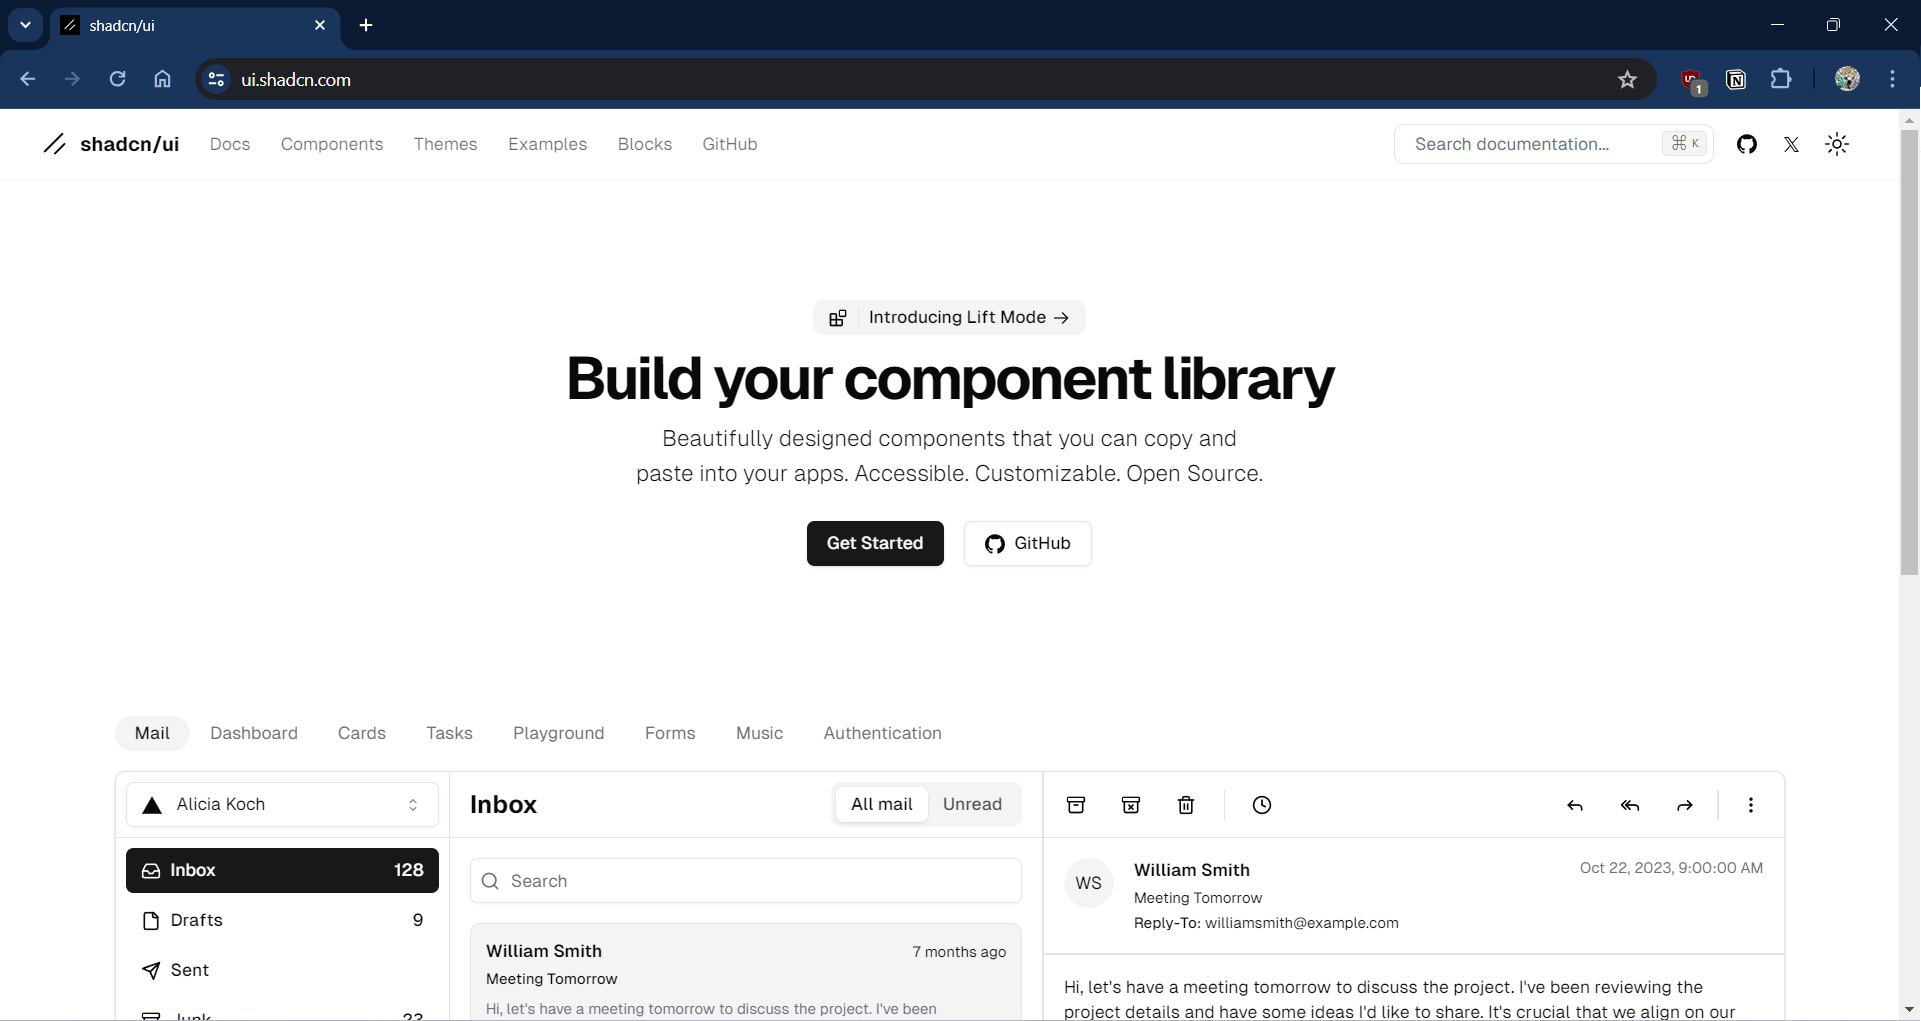 shadcn/ui
ui.shadcn.com
1
shadcn/ui Docs Components Themes Examples Blocks GitHub Search documentation... ⌘ K
Introducing Lift Mode →
Build your component library
Beautifully designed components that you can copy and
paste into your apps. Accessible. Customizable. Open Source.
Get Started GitHub
Mail Dashboard Cards Tasks Playground Forms Music Authentication
Alicia Koch
Inbox 128
Drafts 9
Sent
Junk 23
Inbox All mail Unread
Search
William Smith 7 months ago
Meeting Tomorrow
Hi, let's have a meeting tomorrow to discuss the project. I've been
WS
William Smith Oct 22, 2023, 9:00:00 AM
Meeting Tomorrow
Reply-To: williamsmith@example.com
Hi, let's have a meeting tomorrow to discuss the project. I've been reviewing the
project details and have some ideas I'd like to share. It's crucial that we align on our